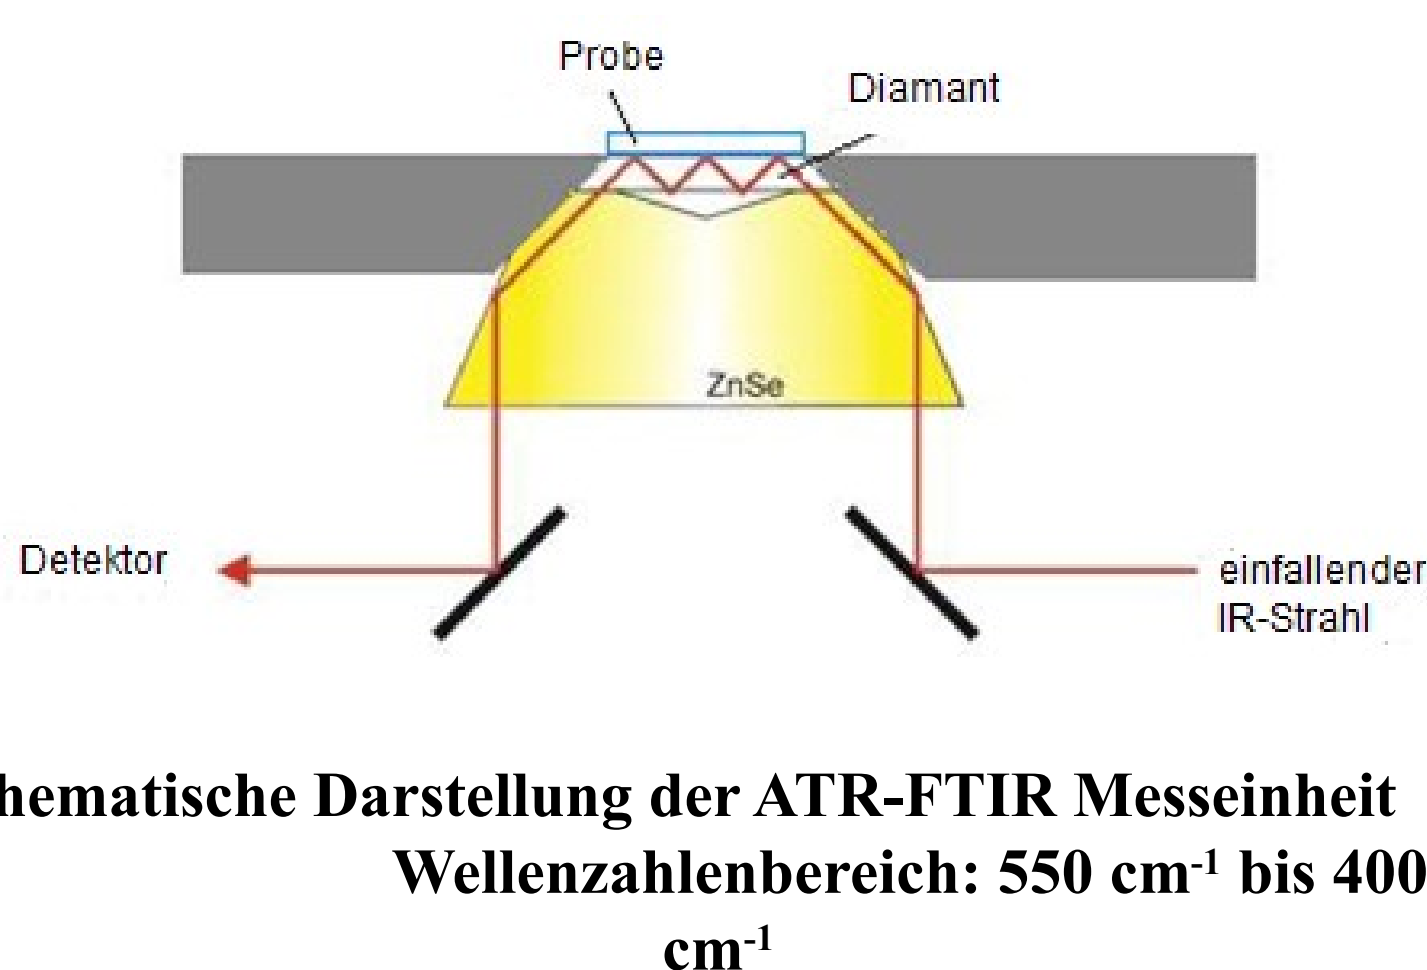 Probe
Diamant
ZnSe
Detektor
einfallender
IR-Strahl
hematische Darstellung der ATR-FTIR Messeinheit
Wellenzahlenbereich: 550 cm-1 bis 400
cm-1